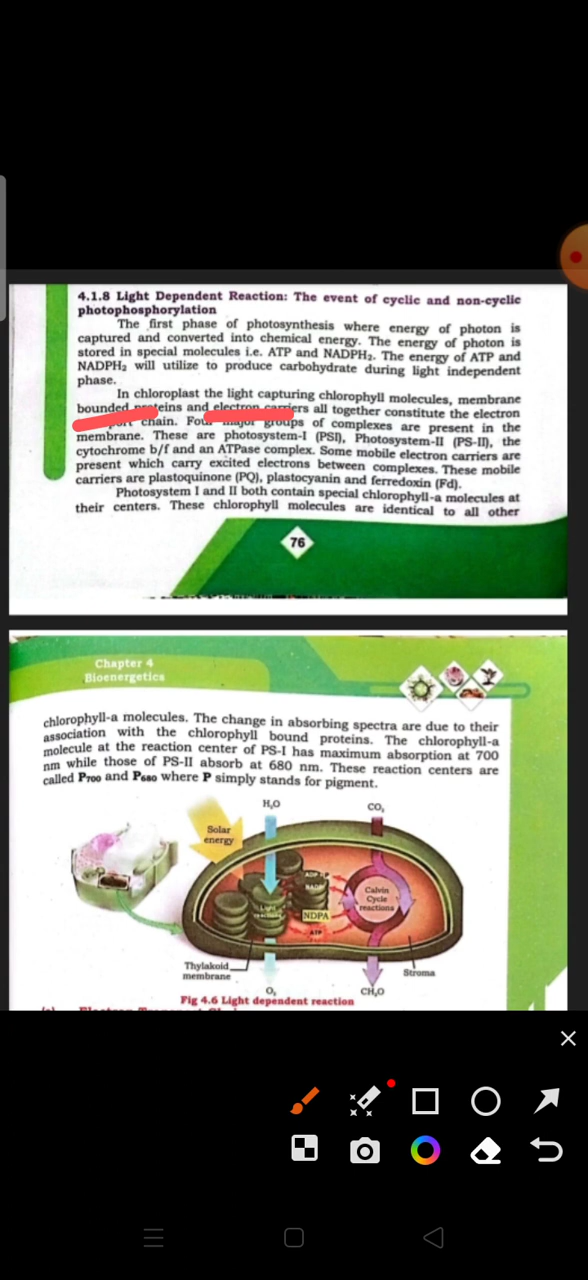 4.1.8 Light Dependent Reaction: The event of cyclic and non-cyclic
photophosphorylation
The first phase of photosynthesis where energy of photon is
captured and converted into chemical energy. The energy of photon is
stored in special molecules i.e. ATP and NADPH₂. The energy of ATP and
NADPH₂ will utilize to produce carbohydrate during light independent
phase.
In chloroplast the light capturing chlorophyll molecules, membrane
bounded proteins and electron carriers all together constitute the electron
chain. Four major groups of complexes are present in the
membrane. These are photosystem-I (PSI), Photosystem-II (PS-II), the
cytochrome b/f and an ATPase complex. Some mobile electron carriers are
present which carry excited electrons between complexes. These mobile
carriers are plastoquinone (PQ), plastocyanin and ferredoxin (Fd).
Photosystem I and II both contain special chlorophyll-a molecules at
their centers. These chlorophyll molecules are identical to all other
76
Chapter 4
Bioenergetics
chlorophyll-a molecules. The change in absorbing spectra are due to their
association with the chlorophyll bound proteins. The chlorophyll-a
molecule at the reaction center of PS-I has maximum absorption at 700
nm while those of PS-II absorb at 680 nm. These reaction centers are
called P₇₀₀ and P₆₈₀ where P simply stands for pigment.
H₂O
CO₂
Solar
energy
Light
reactions
NDPA
ATP
Calvin
Cycle
reactions
Thylakoid
membrane
Stroma
O₂
CH₂O
Fig 4.6 Light dependent reaction